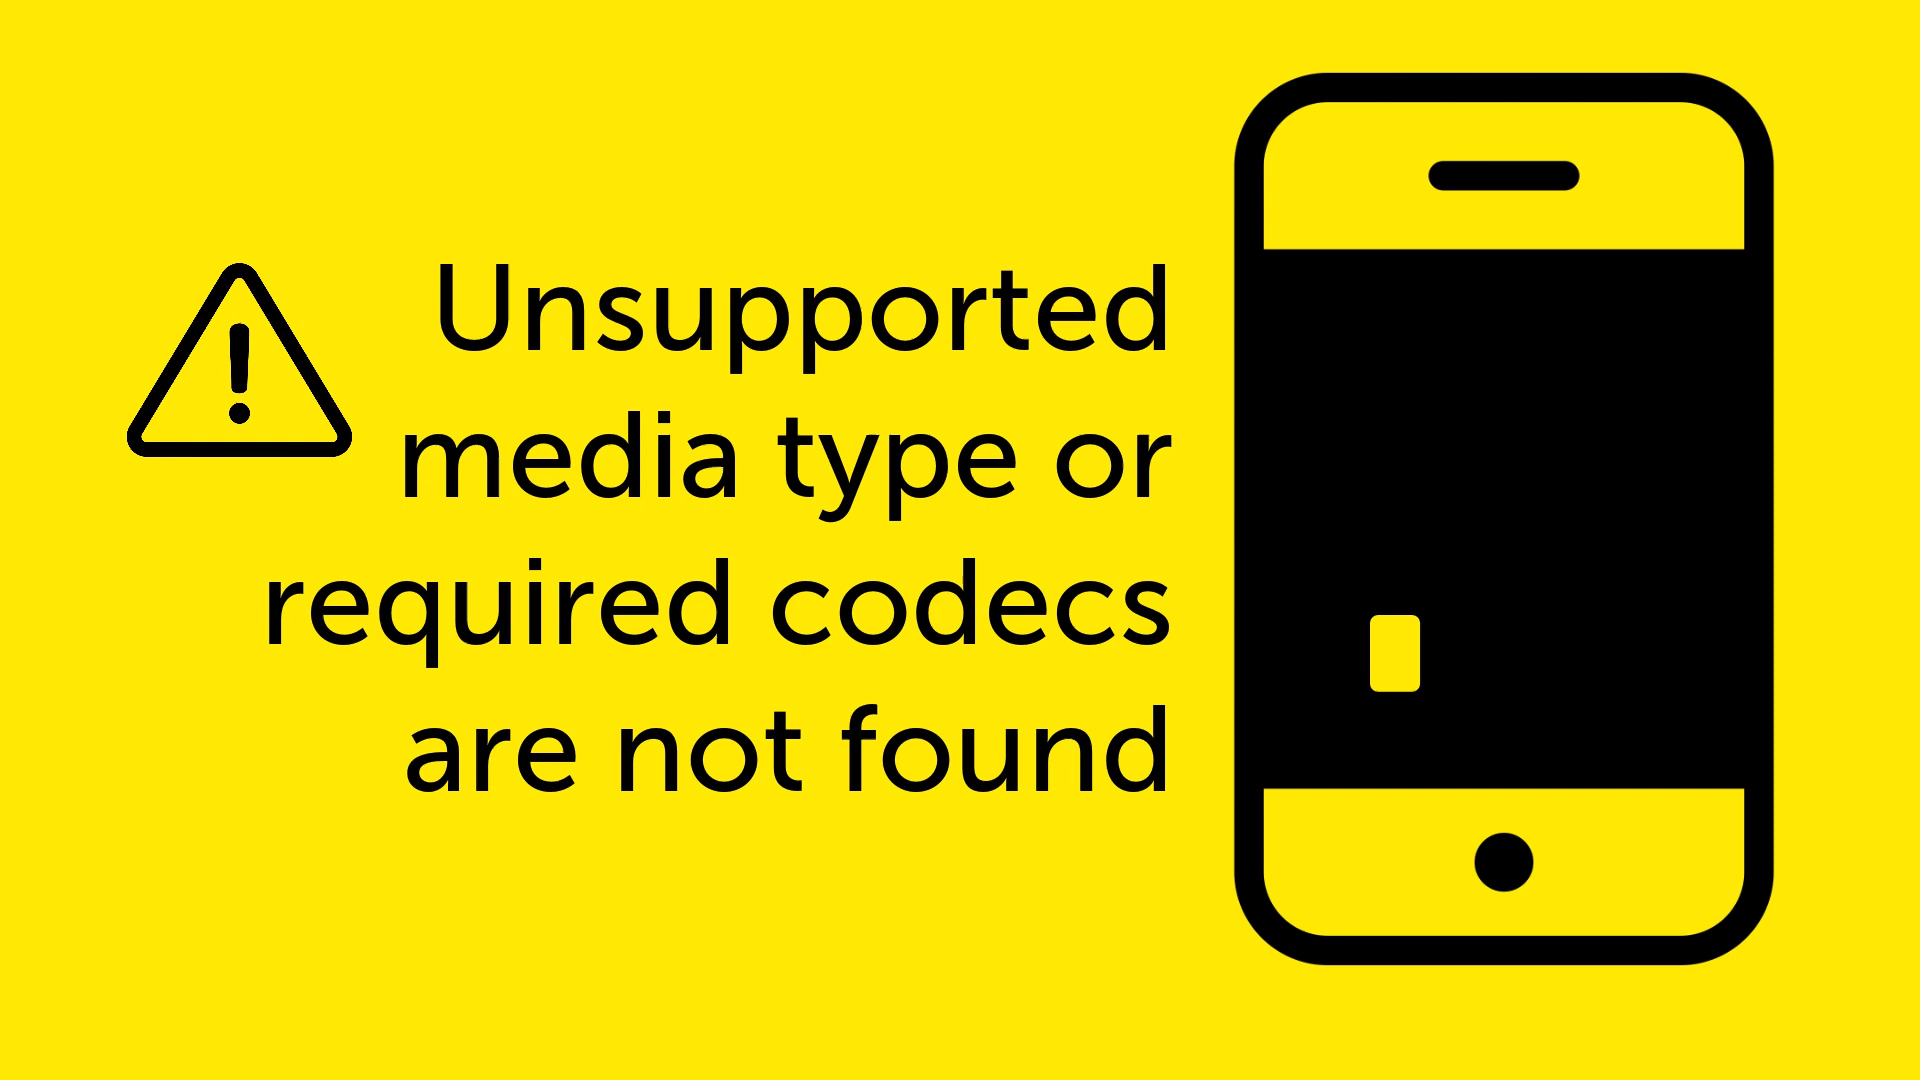 Unsupported
media type or
required codecs
are not found